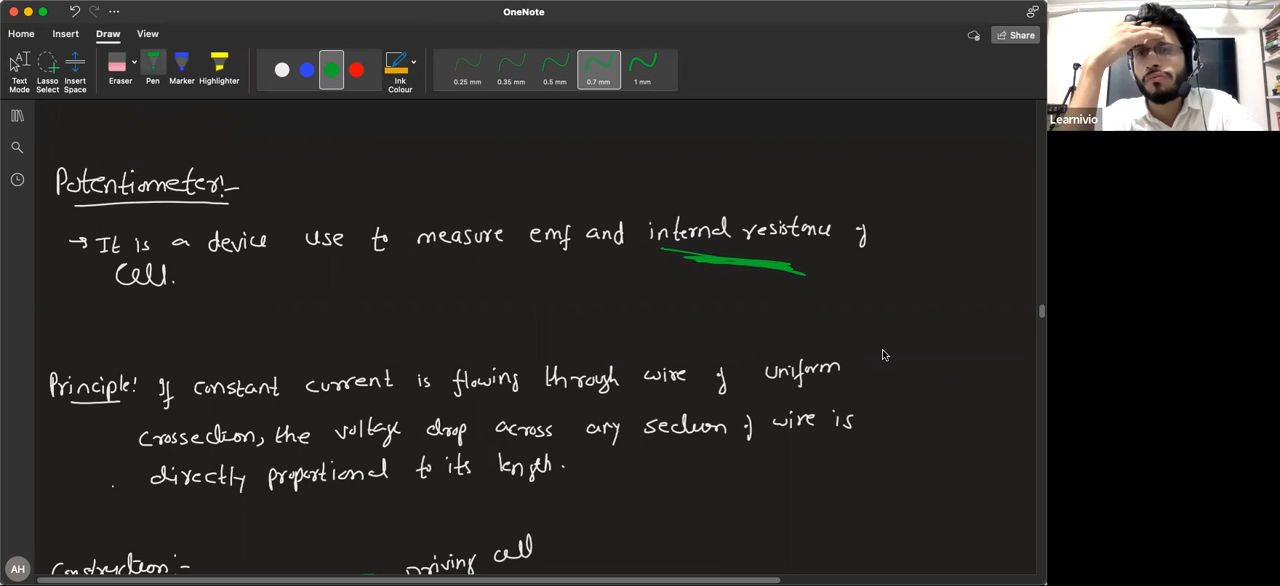 OneNote
Home Insert Draw View
Share
Text Mode
Lasso Select
Insert Space
Eraser
Pen
Marker
Highlighter
Ink Colour
0.25 mm
0.35 mm
0.5 mm
0.7 mm
1 mm
Learnivio
Potentiometer:-
→ It is a device use to measure emf and internal resistance of
Cell.
Principle: If constant current is flowing through wire of uniform
crossection, the voltage drop across any section of wire is
directly proportional to its length.
Construction:-
Driving cell
AH